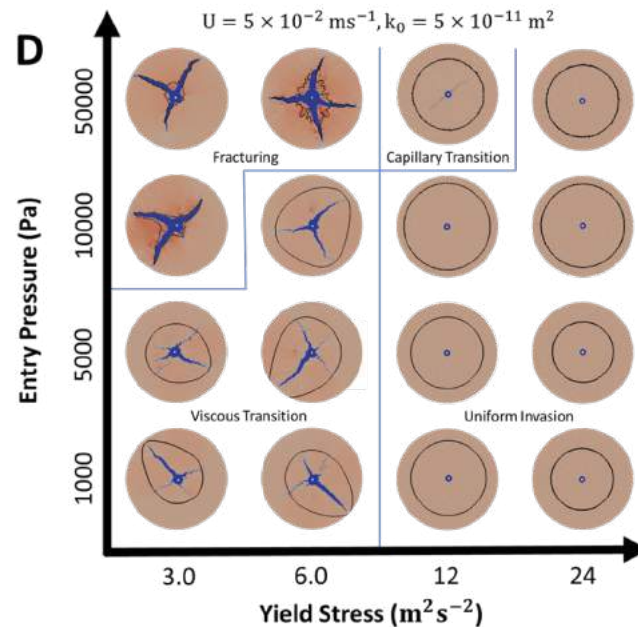 D
U = 5 × 10⁻² ms⁻¹, k₀ = 5 × 10⁻¹¹ m²
Entry Pressure (Pa)
50000
Fracturing
Capillary Transition
10000
5000
Viscous Transition
Uniform Invasion
1000
3.0 6.0 12 24
Yield Stress (m²s⁻²)